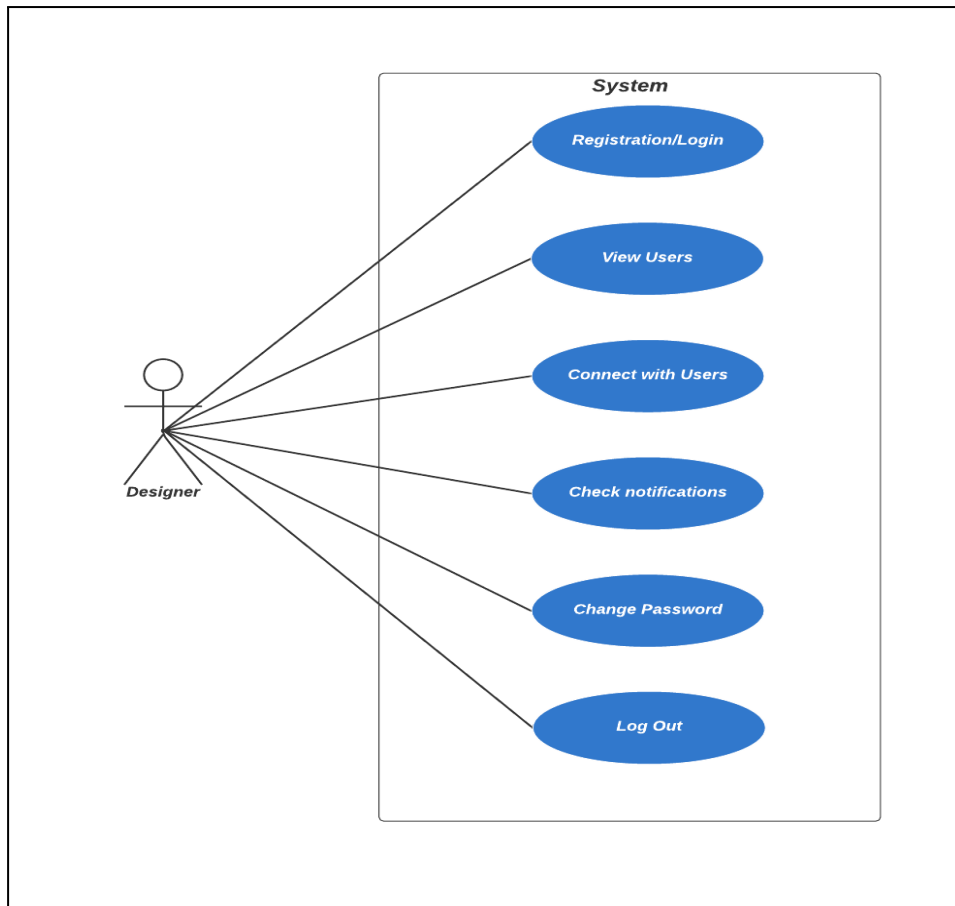 System
Registration/Login
View Users
Connect with Users
Check notifications
Designer
Change Password
Log Out